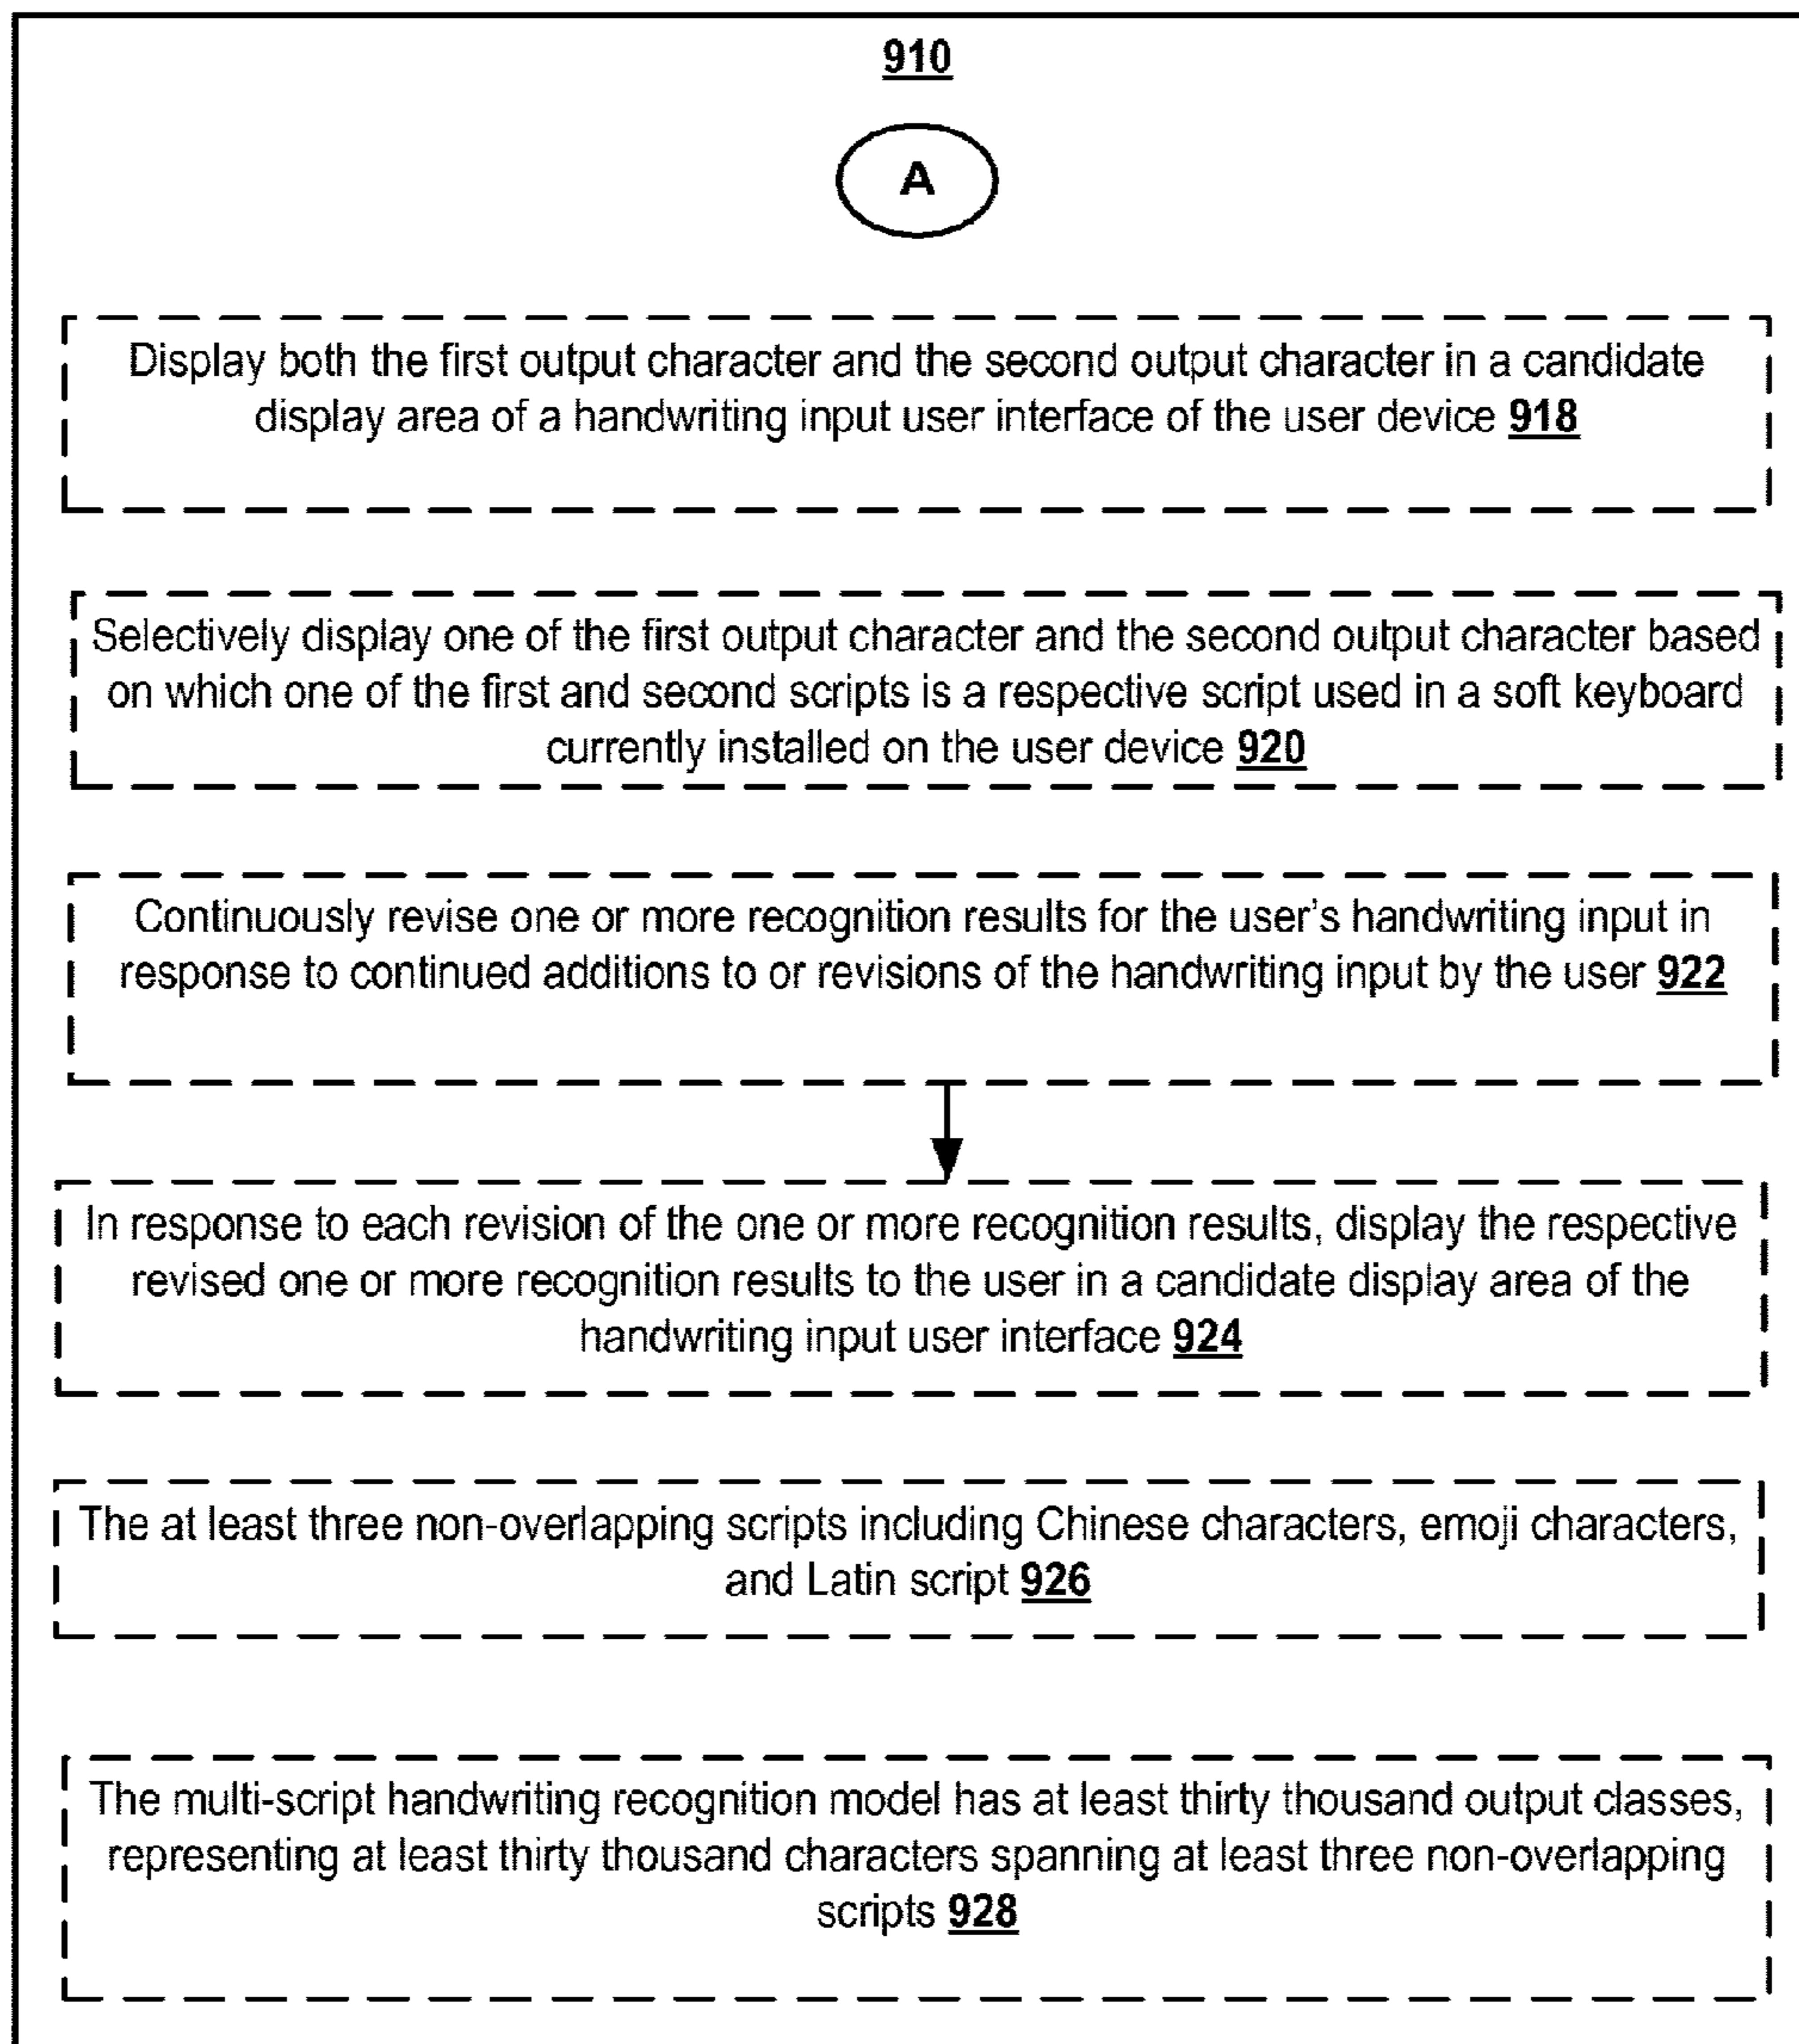 910
A
Display both the first output character and the second output character in a candidate
display area of a handwriting input user interface of the user device 918
Selectively display one of the first output character and the second output character based
on which one of the first and second scripts is a respective script used in a soft keyboard
currently installed on the user device 920
Continuously revise one or more recognition results for the user's handwriting input in
response to continued additions to or revisions of the handwriting input by the user 922
In response to each revision of the one or more recognition results, display the respective
revised one or more recognition results to the user in a candidate display area of the
handwriting input user interface 924
The at least three non-overlapping scripts including Chinese characters, emoji characters,
and Latin script 926
The multi-script handwriting recognition model has at least thirty thousand output classes,
representing at least thirty thousand characters spanning at least three non-overlapping
scripts 928